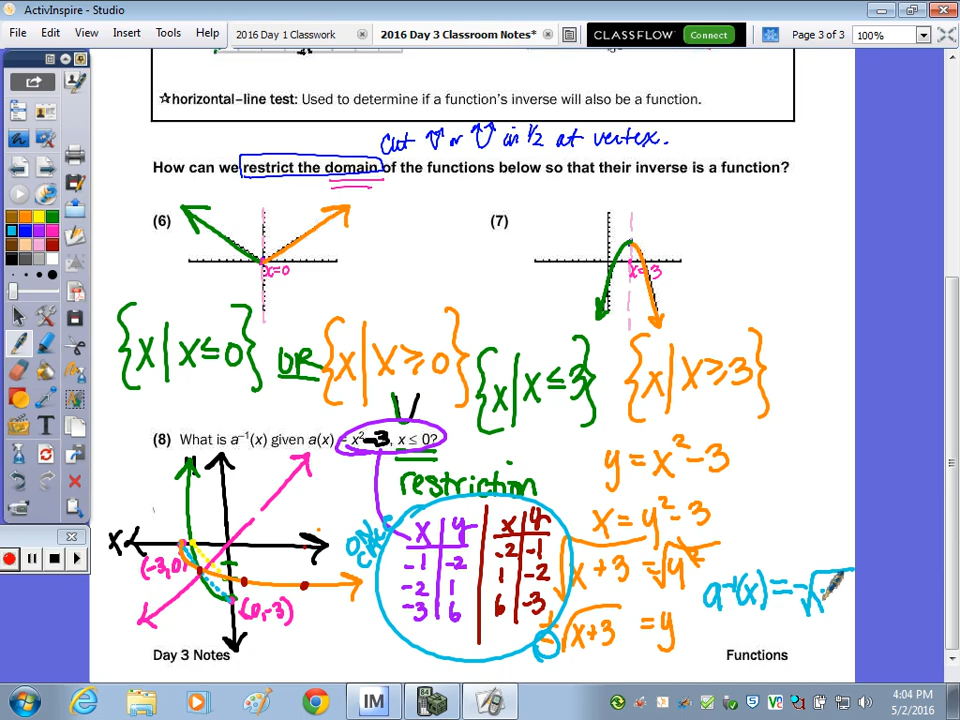 ActivInspire - Studio
File Edit View Insert Tools Help
2016 Day 1 Classwork
2016 Day 3 Classroom Notes*
CLASSFLOW Connect
Page 3 of 3
100%
☆horizontal–line test: Used to determine if a function's inverse will also be a function.
Cut V or U in 1/2 at vertex.
How can we restrict the domain of the functions below so that their inverse is a function?
(6)
(7)
x=0
x=3
{x | x ≤ 0} OR {x | x ≥ 0}
{x | x ≤ 3} {x | x ≥ 3}
(8) What is a⁻¹(x) given a(x) = x² -3, x ≤ 0?
restriction
y = x² - 3
x = y² - 3
x + 3 = √y²
± √x+3 = y
a⁻¹(x) = -√x
x
(-3,0)
(0,-3)
x | y
-1 | -2
-2 | 1
-3 | 6
x | y
-2 | -1
1 | -2
6 | -3
Day 3 Notes
Functions
IM
84
4:04 PM
5/2/2016